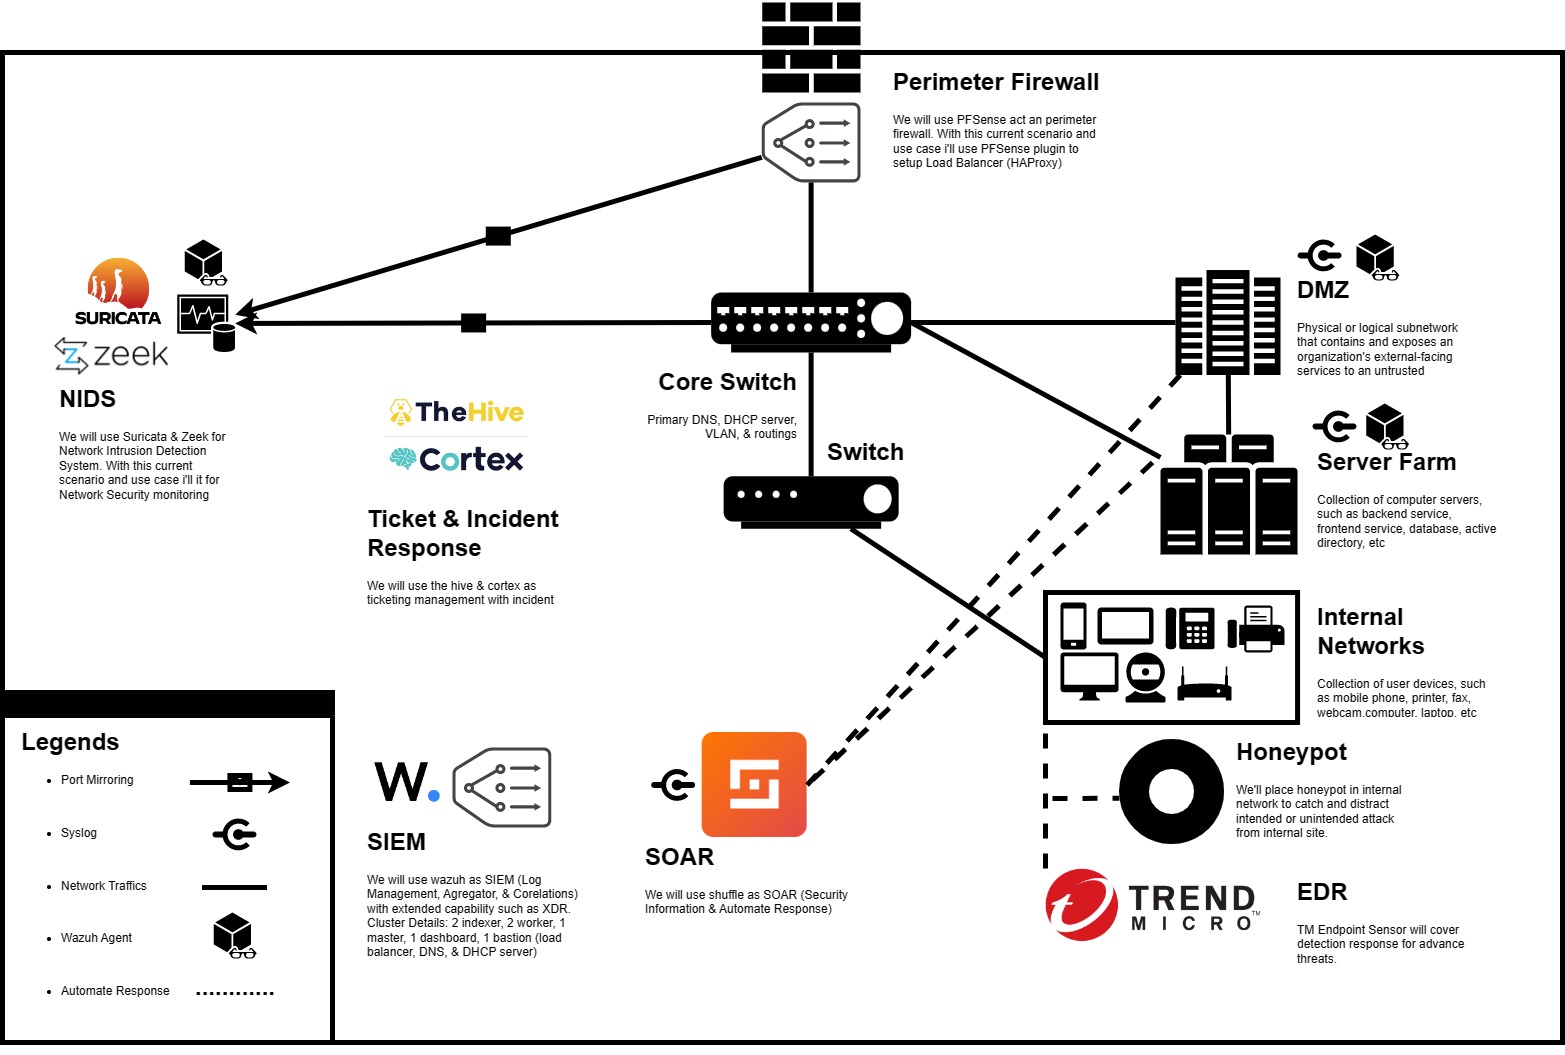 Perimeter Firewall
We will use PFSense act an perimeter
firewall. With this current scenario and
use case i'll use PFSense plugin to
setup Load Balancer (HAProxy)
SURICATA
zeek
NIDS
We will use Suricata & Zeek for
Network Intrusion Detection
System. With this current
scenario and use case i'll it for
Network Security monitoring
TheHive
Cortex
Ticket & Incident
Response
We will use the hive & cortex as
ticketing management with incident
Core Switch
Primary DNS, DHCP server,
VLAN, & routings
Switch
DMZ
Physical or logical subnetwork
that contains and exposes an
organization's external-facing
services to an untrusted
Server Farm
Collection of computer servers,
such as backend service,
frontend service, database, active
directory, etc
Internal
Networks
Collection of user devices, such
as mobile phone, printer, fax,
webcam,computer, laptop, etc
Honeypot
We'll place honeypot in internal
network to catch and distract
intended or unintended attack
from internal site.
TREND
MICRO™
EDR
TM Endpoint Sensor will cover
detection response for advance
threats.
W.
SIEM
We will use wazuh as SIEM (Log
Management, Agregator, & Corelations)
with extended capability such as XDR.
Cluster Details: 2 indexer, 2 worker, 1
master, 1 dashboard, 1 bastion (load
balancer, DNS, & DHCP server)
SOAR
We will use shuffle as SOAR (Security
Information & Automate Response)
Legends
• Port Mirroring
• Syslog
• Network Traffics
• Wazuh Agent
• Automate Response